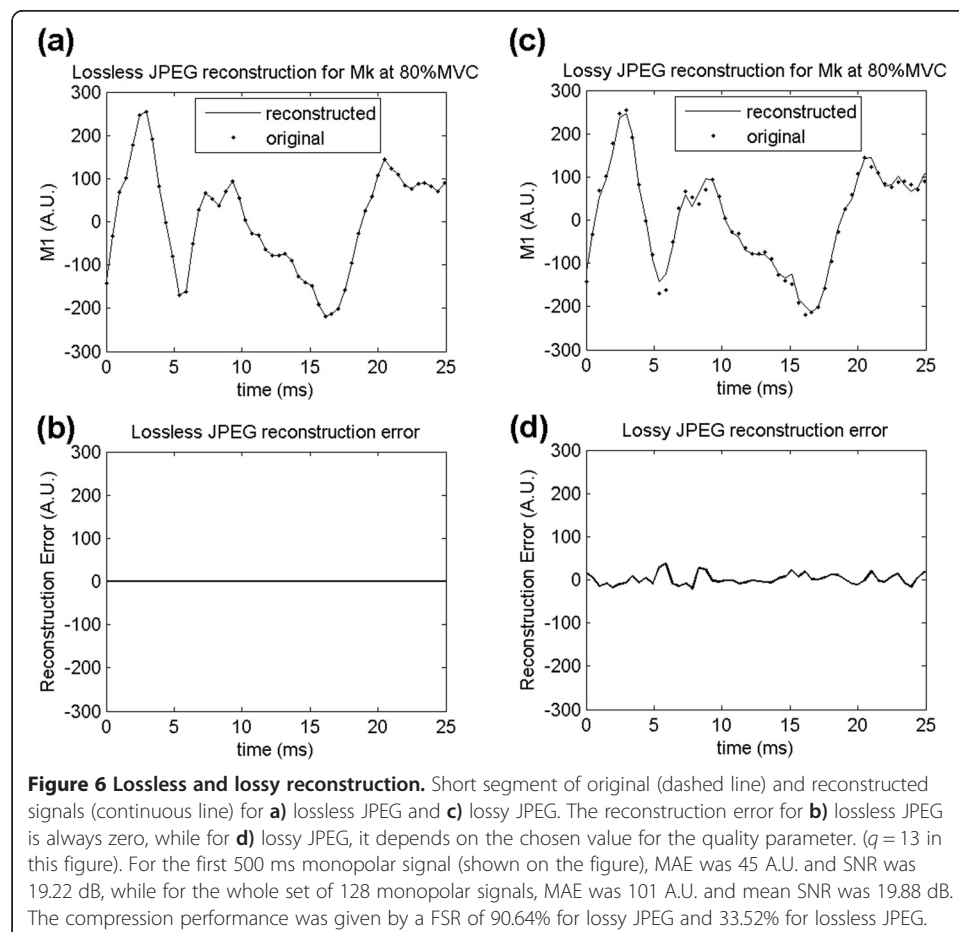 (a)
Lossless JPEG reconstruction for Mk at 80%MVC
300
200
100
0
-100
-200
-300
M1 (A.U.)
reconstructed
original
0 5 10 15 20 25
time (ms)
(c)
Lossy JPEG reconstruction for Mk at 80%MVC
300
200
100
0
-100
-200
-300
M1 (A.U.)
reconstructed
original
0 5 10 15 20 25
time (ms)
(b)
Lossless JPEG reconstruction error
300
200
100
0
-100
-200
-300
Reconstruction Error (A.U.)
0 5 10 15 20 25
time (ms)
(d)
Lossy JPEG reconstruction error
300
200
100
0
-100
-200
-300
Reconstruction Error (A.U.)
0 5 10 15 20 25
time (ms)
Figure 6 Lossless and lossy reconstruction. Short segment of original (dashed line) and reconstructed
signals (continuous line) for a) lossless JPEG and c) lossy JPEG. The reconstruction error for b) lossless JPEG
is always zero, while for d) lossy JPEG, it depends on the chosen value for the quality parameter. (q = 13 in
this figure). For the first 500 ms monopolar signal (shown on the figure), MAE was 45 A.U. and SNR was
19.22 dB, while for the whole set of 128 monopolar signals, MAE was 101 A.U. and mean SNR was 19.88 dB.
The compression performance was given by a FSR of 90.64% for lossy JPEG and 33.52% for lossless JPEG.